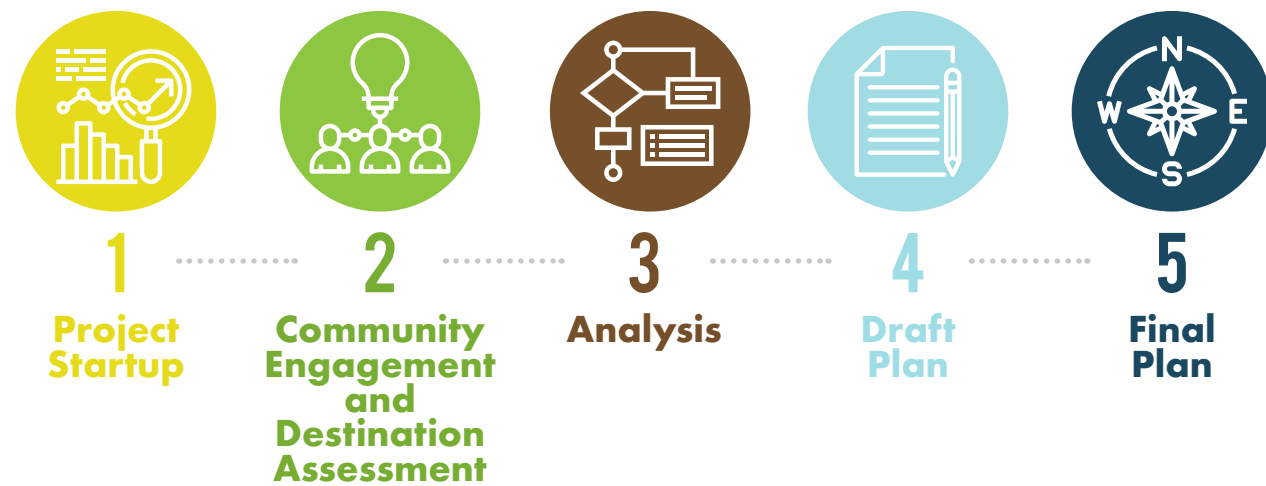 N
W E
S
1 2 3 4 5
Project
Startup
Community
Engagement
and
Destination
Assessment
Analysis
Draft
Plan
Final
Plan